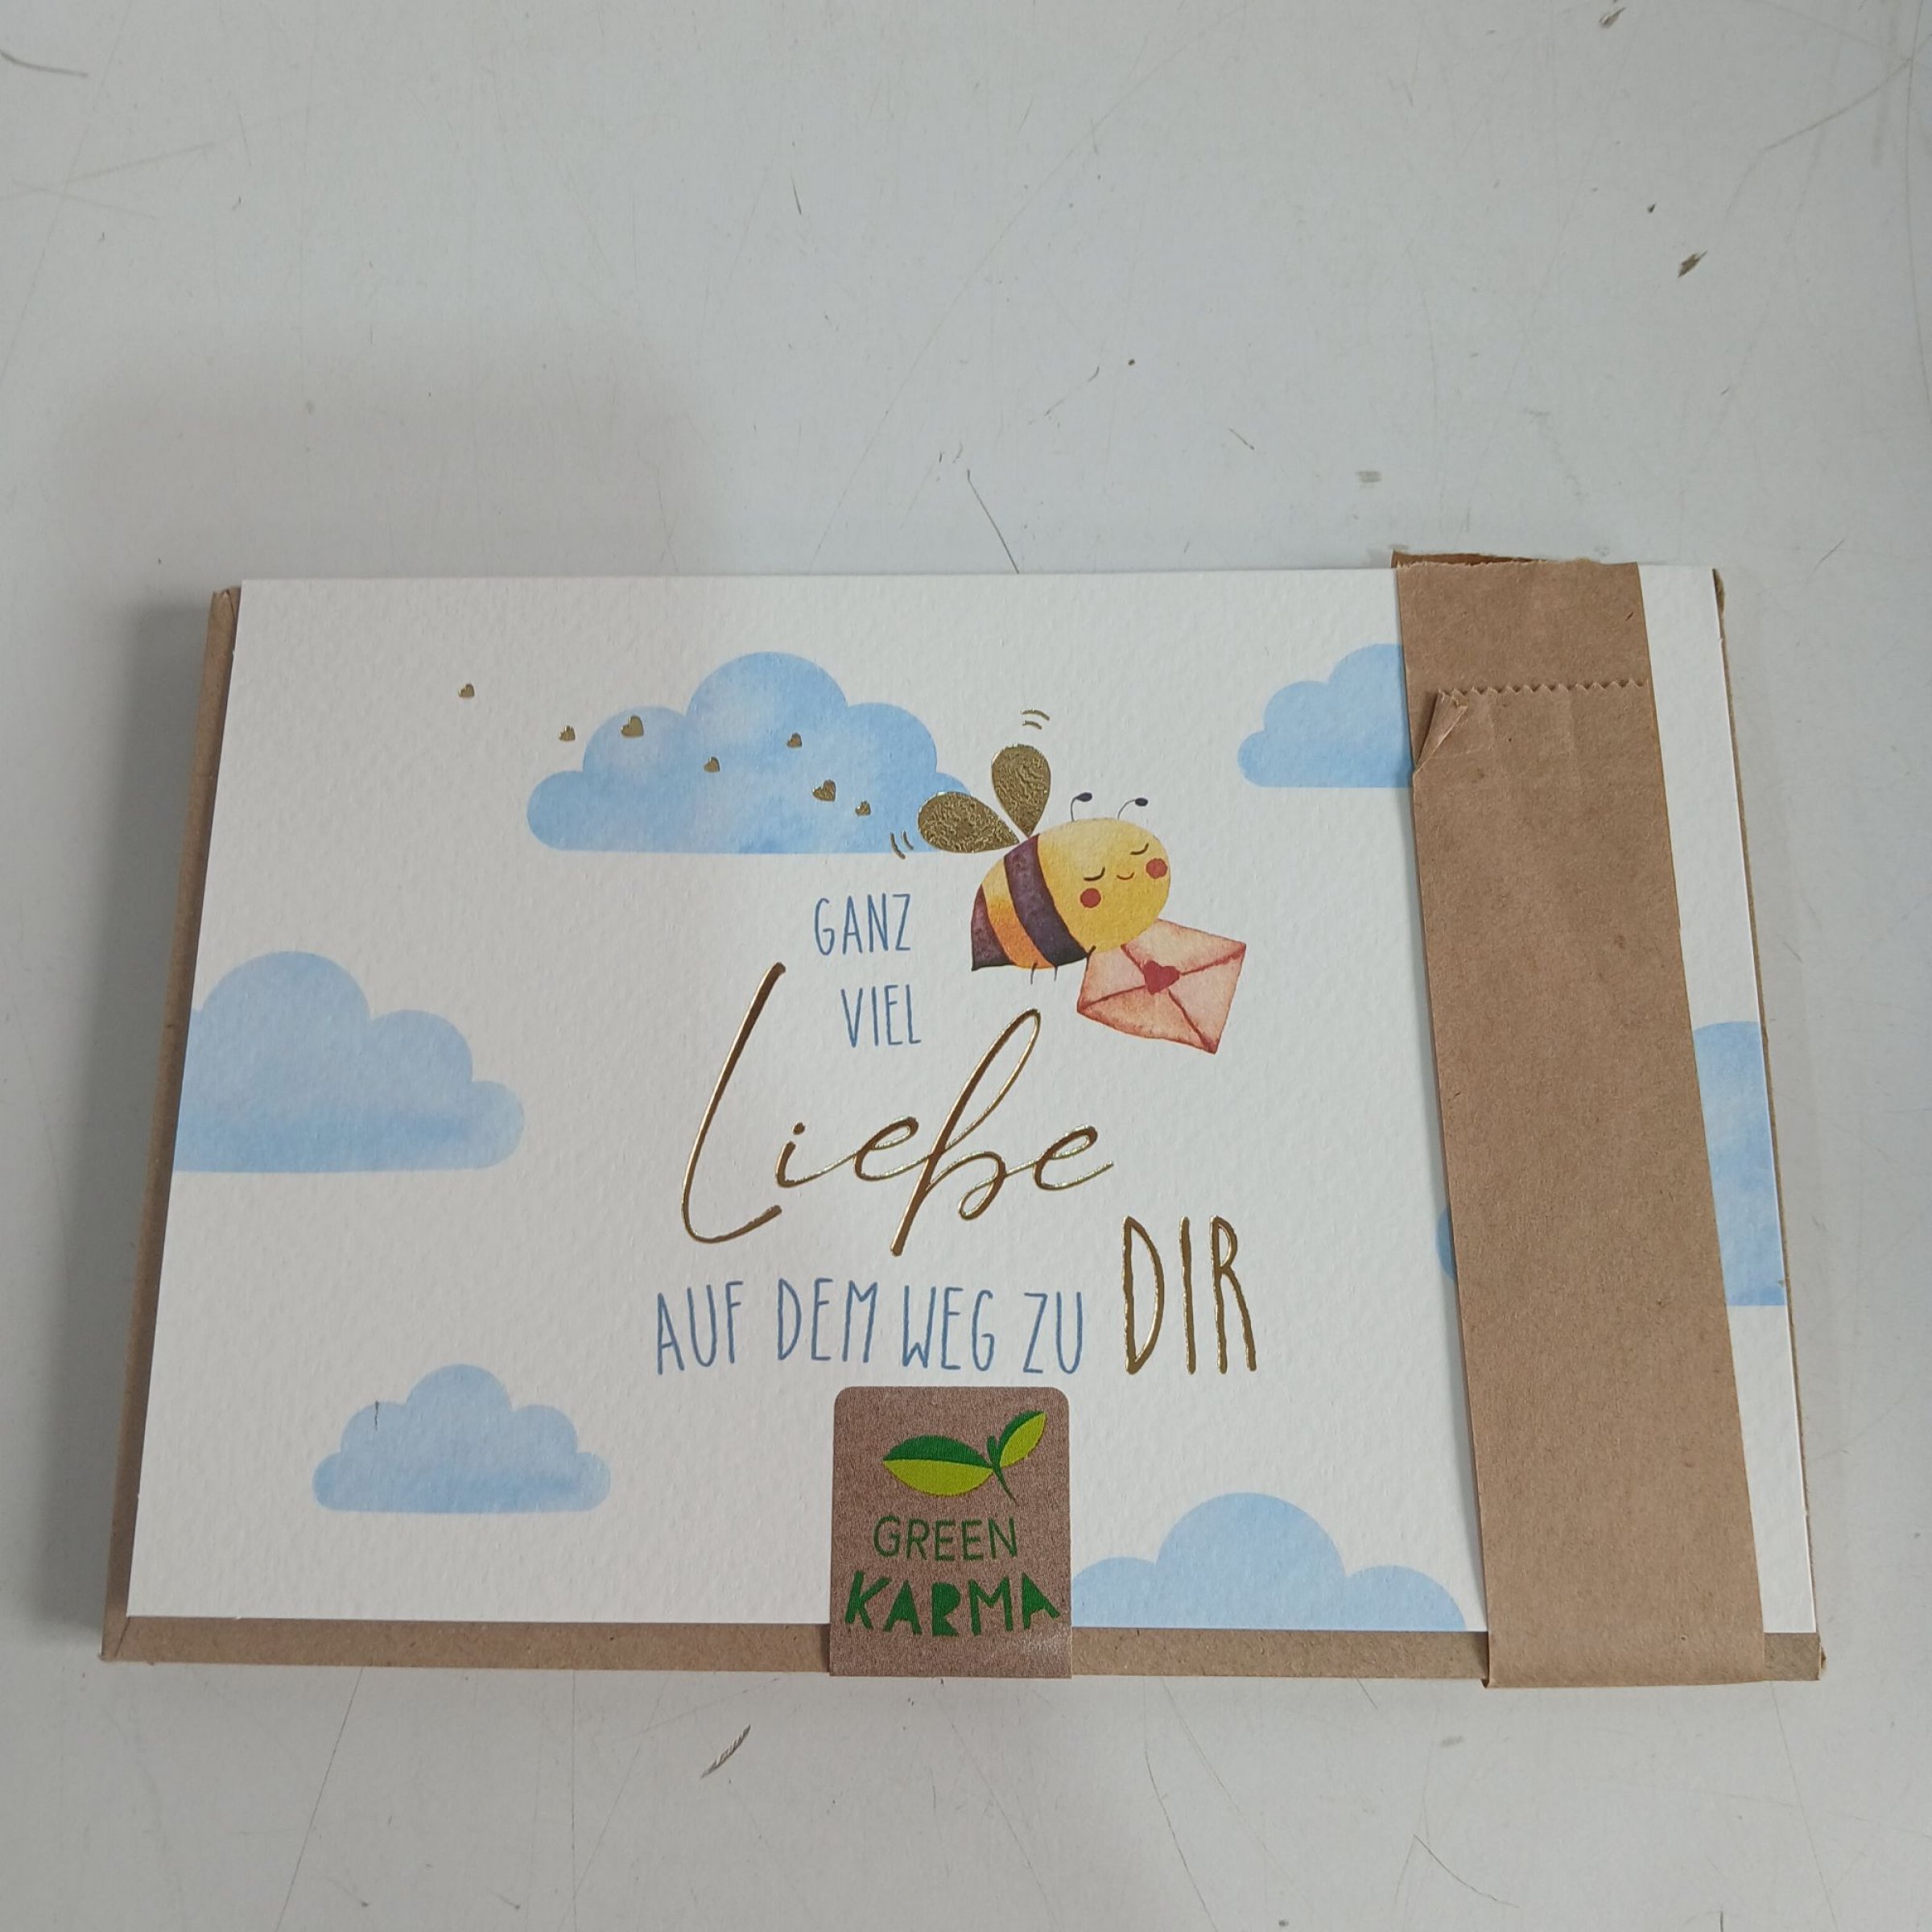 GANZ
VIEL
Liebe
AUF DEM WEG ZU DIR
GREEN
KARMA